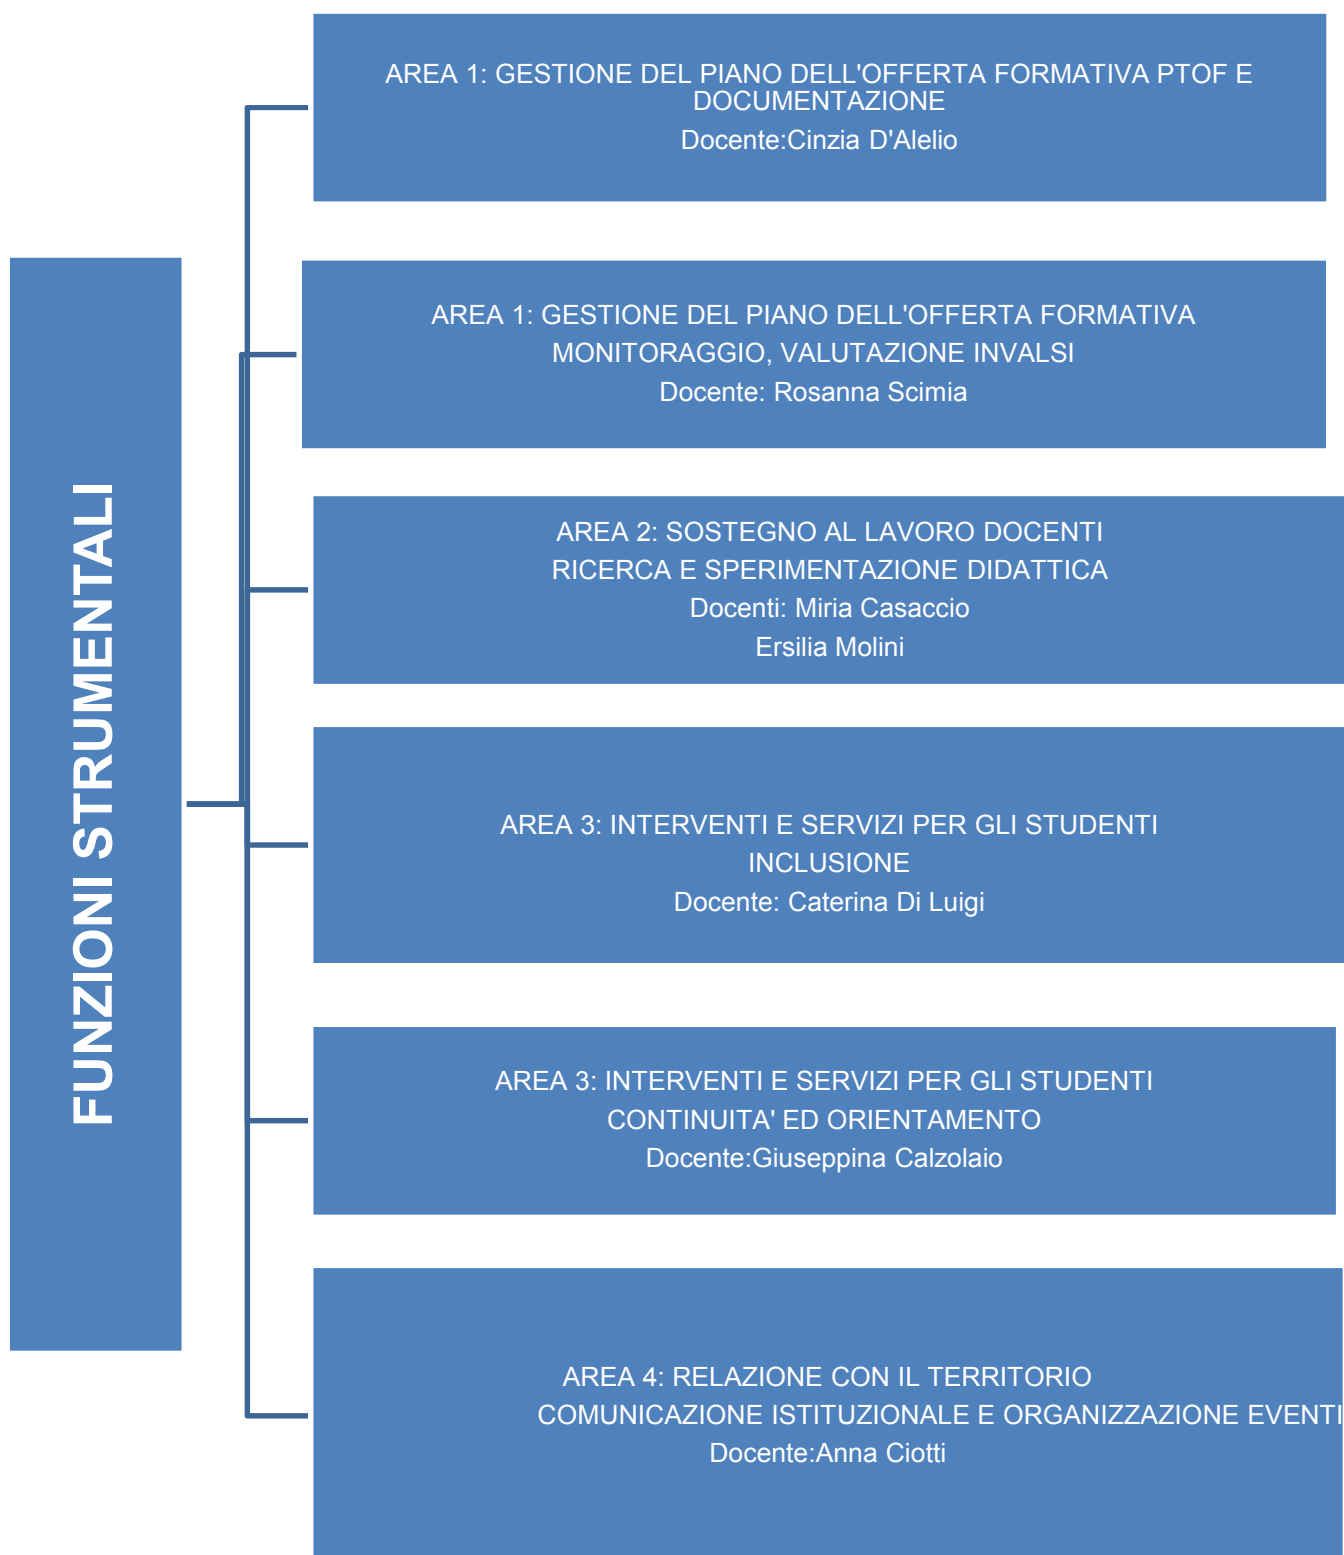 FUNZIONI STRUMENTALI
AREA 1: GESTIONE DEL PIANO DELL'OFFERTA FORMATIVA PTOF E
DOCUMENTAZIONE
Docente:Cinzia D'Alelio
AREA 1: GESTIONE DEL PIANO DELL'OFFERTA FORMATIVA
MONITORAGGIO, VALUTAZIONE INVALSI
Docente: Rosanna Scimia
AREA 2: SOSTEGNO AL LAVORO DOCENTI
RICERCA E SPERIMENTAZIONE DIDATTICA
Docenti: Miria Casaccio
Ersilia Molini
AREA 3: INTERVENTI E SERVIZI PER GLI STUDENTI
INCLUSIONE
Docente: Caterina Di Luigi
AREA 3: INTERVENTI E SERVIZI PER GLI STUDENTI
CONTINUITA' ED ORIENTAMENTO
Docente:Giuseppina Calzolaio
AREA 4: RELAZIONE CON IL TERRITORIO
COMUNICAZIONE ISTITUZIONALE E ORGANIZZAZIONE EVENTI
Docente:Anna Ciotti